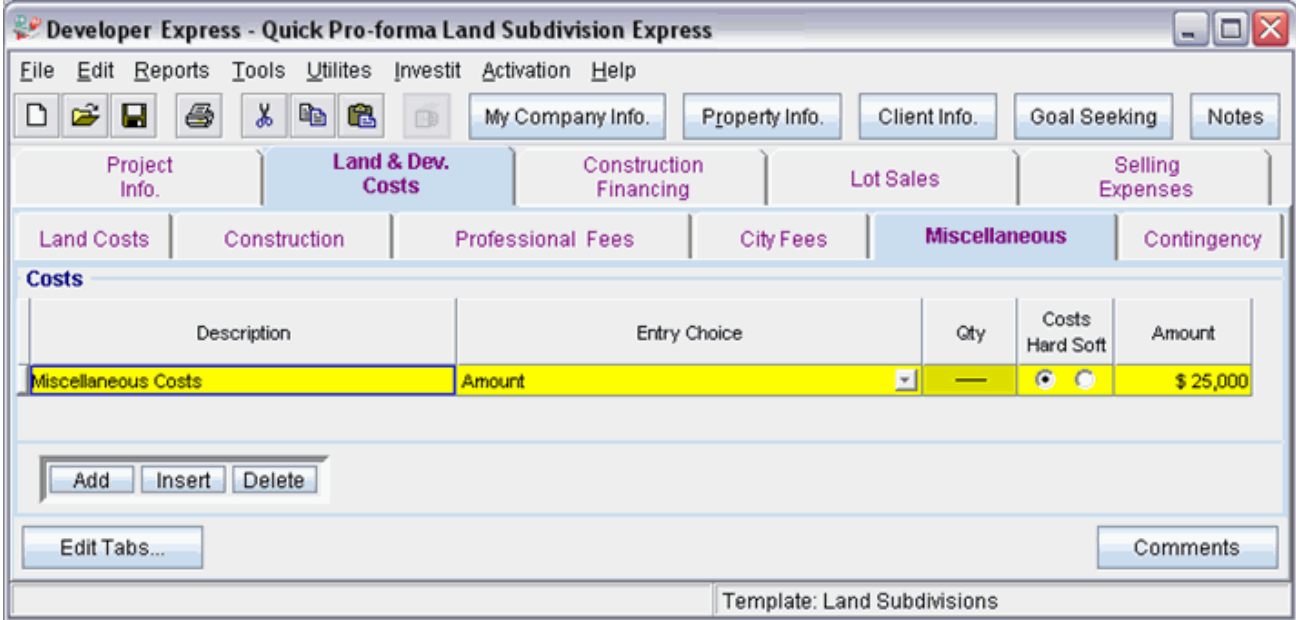 Developer Express - Quick Pro-forma Land Subdivision Express
File Edit Reports Tools Utilites Investit Activation Help
My Company Info. Property Info. Client Info. Goal Seeking Notes
Project Info. Land & Dev. Costs Construction Financing Lot Sales Selling Expenses
Land Costs Construction Professional Fees City Fees Miscellaneous Contingency
Costs
Description Entry Choice Qty Costs Hard Soft Amount
Miscellaneous Costs Amount — $ 25,000
Add Insert Delete
Edit Tabs... Comments
Template: Land Subdivisions